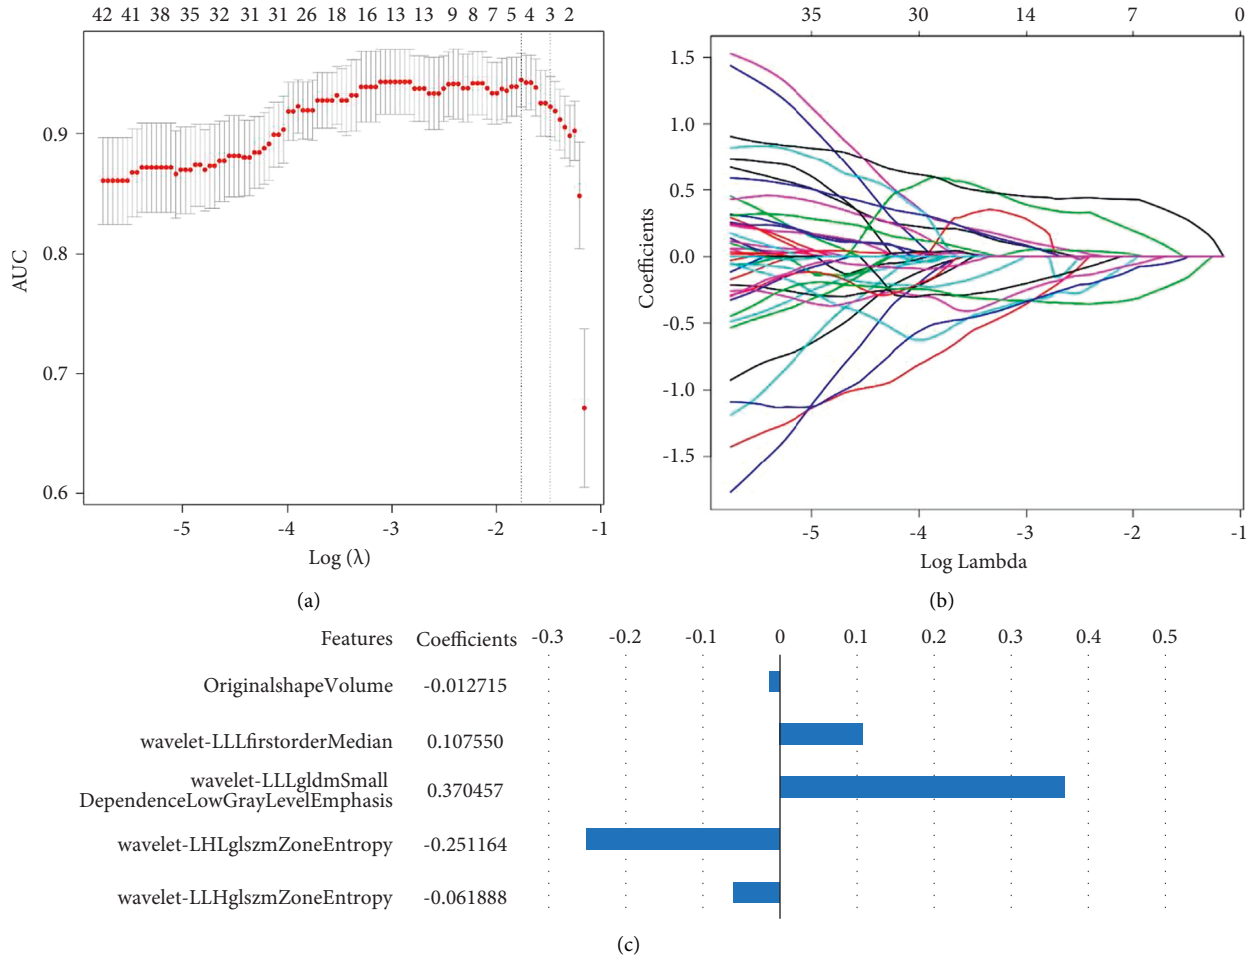 42 41 38 35 32 31 31 26 18 16 13 13 9 8 7 5 4 3 2
AUC
0.9
0.8
0.7
0.6
-5 -4 -3 -2 -1
Log (λ)
(a)
35 30 14 7 0
Coefficients
1.5
1.0
0.5
0.0
-0.5
-1.0
-1.5
-5 -4 -3 -2 -1
Log Lambda
(b)
Features Coefficients -0.3 -0.2 -0.1 0 0.1 0.2 0.3 0.4 0.5
OriginalshapeVolume -0.012715
wavelet-LLLfirstorderMedian 0.107550
wavelet-LLLgldmSmall
DependenceLowGrayLevelEmphasis 0.370457
wavelet-LHLglszmZoneEntropy -0.251164
wavelet-LLHglszmZoneEntropy -0.061888
(c)